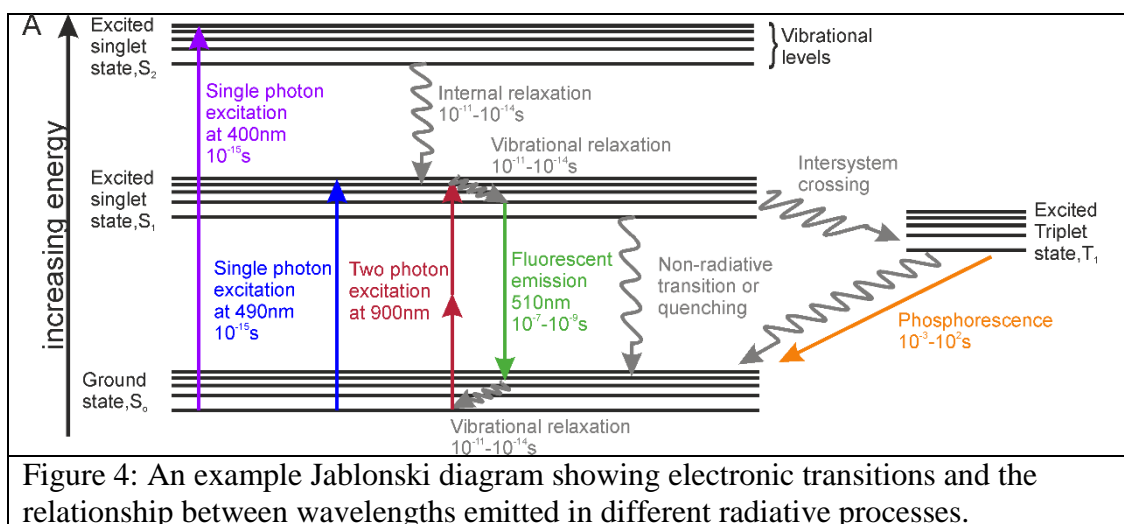 A
increasing energy
Excited
singlet
state,S₂
Vibrational
levels
Single photon
excitation
at 400nm
10⁻¹⁵s
Internal relaxation
10⁻¹¹-10⁻¹⁴s
Vibrational relaxation
10⁻¹¹-10⁻¹⁴s
Excited
singlet
state,S₁
Intersystem
crossing
Excited
Triplet
state,T₁
Single photon
excitation
at 490nm
10⁻¹⁵s
Two photon
excitation
at 900nm
Fluorescent
emission
510nm
10⁻⁷-10⁻⁹s
Non-radiative
transition or
quenching
Phosphorescence
10⁻³-10²s
Ground
state,Sₒ
Vibrational relaxation
10⁻¹¹-10⁻¹⁴s
Figure 4: An example Jablonski diagram showing electronic transitions and the
relationship between wavelengths emitted in different radiative processes.